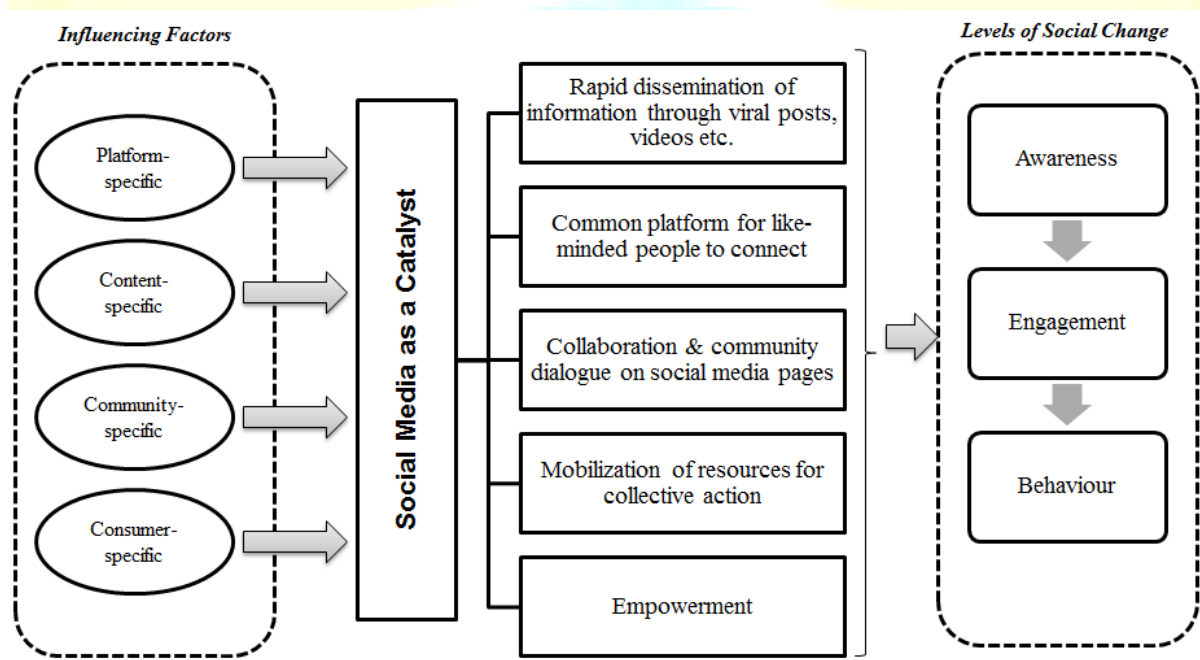 Influencing Factors
Platform-
specific
Content-
specific
Community-
specific
Consumer-
specific
Social Media as a Catalyst
Rapid dissemination of
information through viral posts,
videos etc.
Common platform for like-
minded people to connect
Collaboration & community
dialogue on social media pages
Mobilization of resources for
collective action
Empowerment
Levels of Social Change
Awareness
Engagement
Behaviour